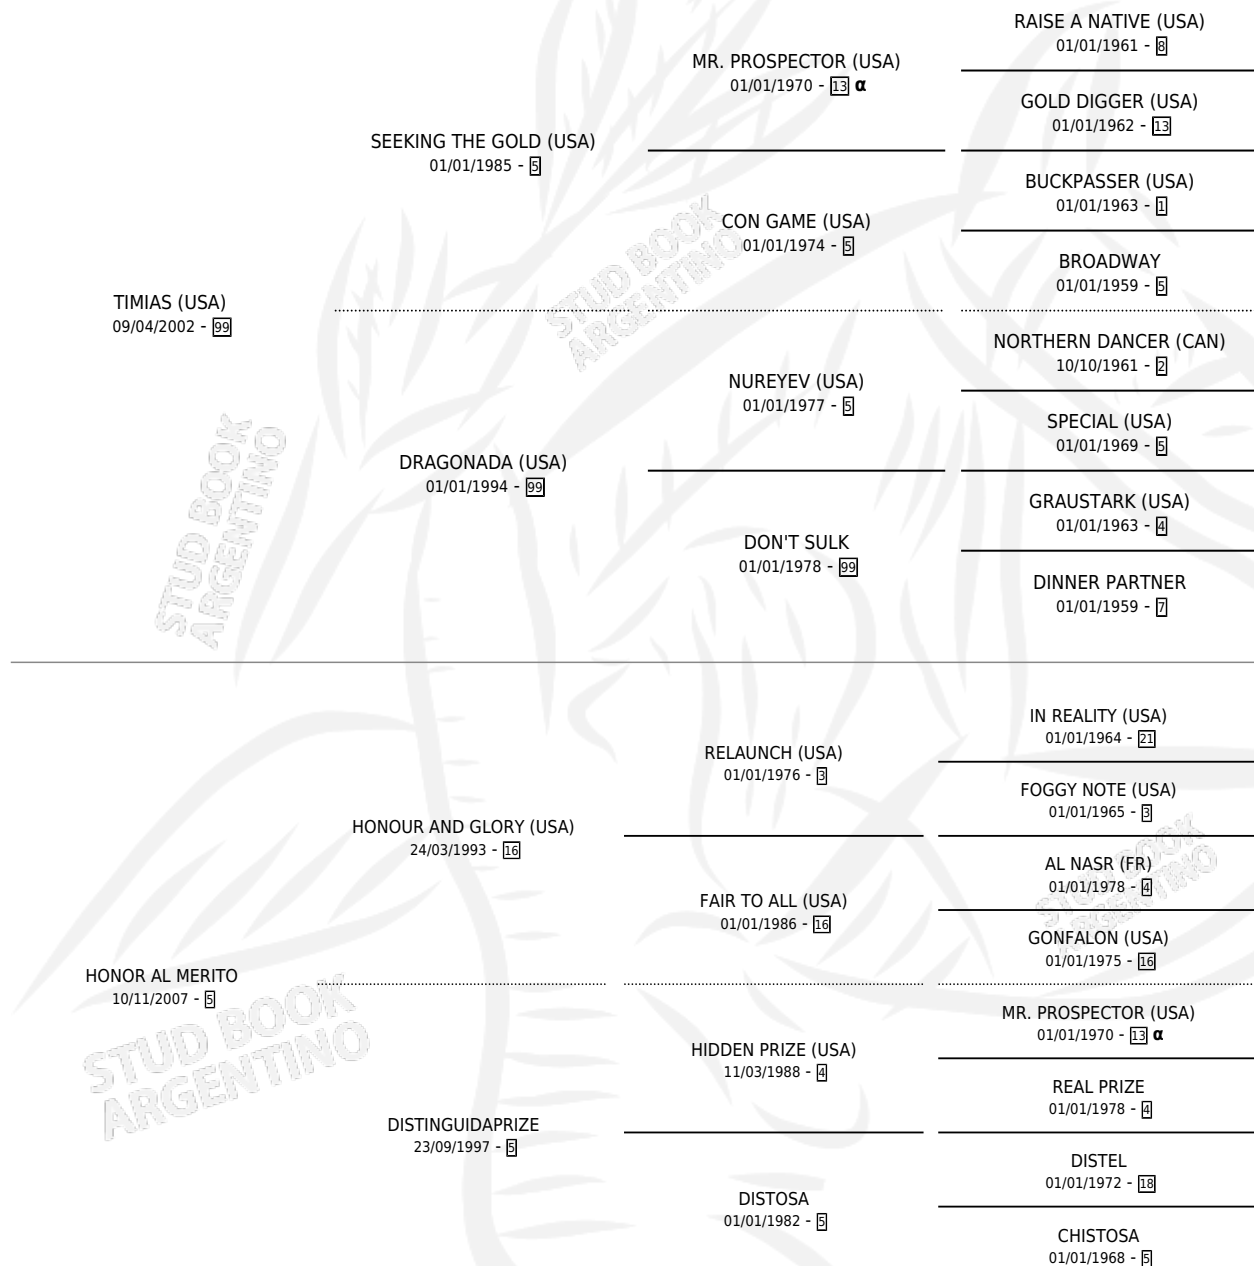 RAISE A NATIVE (USA)
01/01/1961 - 8
MR. PROSPECTOR (USA)
01/01/1970 - 13 α
GOLD DIGGER (USA)
01/01/1962 - 13
SEEKING THE GOLD (USA)
01/01/1985 - 5
BUCKPASSER (USA)
01/01/1963 - 1
CON GAME (USA)
01/01/1974 - 5
BROADWAY
01/01/1959 - 5
TIMIAS (USA)
09/04/2002 - 99
NORTHERN DANCER (CAN)
10/10/1961 - 2
NUREYEV (USA)
01/01/1977 - 5
SPECIAL (USA)
01/01/1969 - 5
DRAGONADA (USA)
01/01/1994 - 99
GRAUSTARK (USA)
01/01/1963 - 4
DON'T SULK
01/01/1978 - 99
DINNER PARTNER
01/01/1959 - 7
IN REALITY (USA)
01/01/1964 - 21
RELAUNCH (USA)
01/01/1976 - 3
FOGGY NOTE (USA)
01/01/1965 - 3
HONOUR AND GLORY (USA)
24/03/1993 - 16
AL NASR (FR)
01/01/1978 - 4
FAIR TO ALL (USA)
01/01/1986 - 16
GONFALON (USA)
01/01/1975 - 16
HONOR AL MERITO
10/11/2007 - 5
MR. PROSPECTOR (USA)
01/01/1970 - 13 α
HIDDEN PRIZE (USA)
11/03/1988 - 4
REAL PRIZE
01/01/1978 - 4
DISTINGUIDAPRIZE
23/09/1997 - 5
DISTEL
01/01/1972 - 18
DISTOSA
01/01/1982 - 5
CHISTOSA
01/01/1968 - 5
STUD BOOK
ARGENTINO
STUD BOOK
ARGENTINO
STUD BOOK
ARGENTINO
STUD BOOK
ARGENTINO